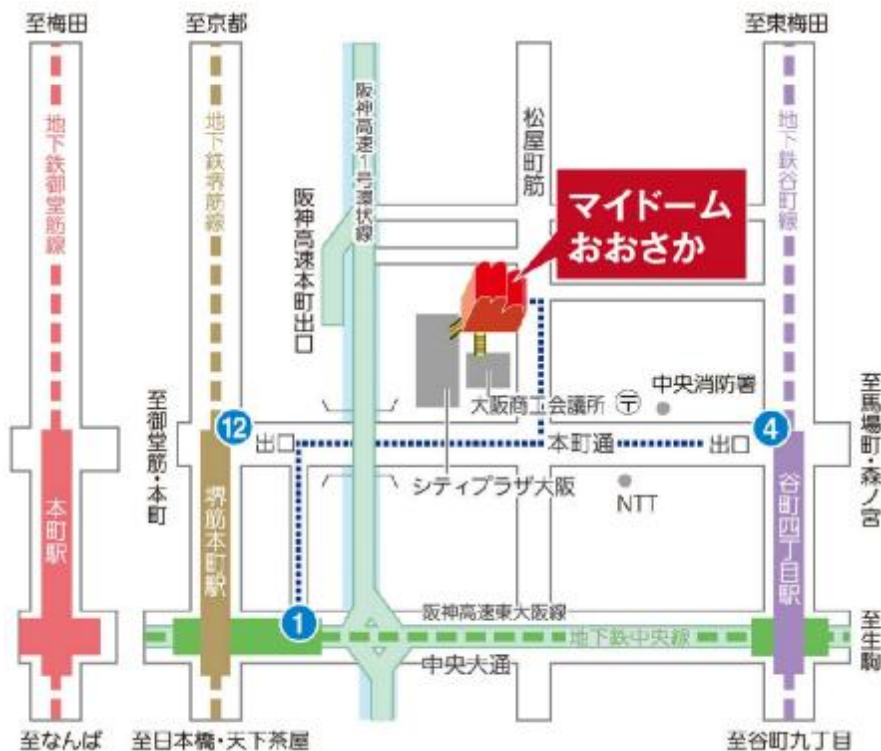 至梅田
至京都
至東梅田
地下鉄御堂筋線
地下鉄堺筋線
阪神高速1号環状線
松屋町筋
地下鉄谷町線
マイドーム
おおさか
阪神高速本町出口
大阪商工会議所
〒
中央消防署
至御堂筋・本町
12
出口
本町通
出口
4
至馬場町・森ノ宮
シティプラザ大阪
NTT
本町駅
堺筋本町駅
谷町四丁目駅
1
阪神高速東大阪線
地下鉄中央線
中央大通
至生駒
至なんば
至日本橋・天下茶屋
至谷町九丁目